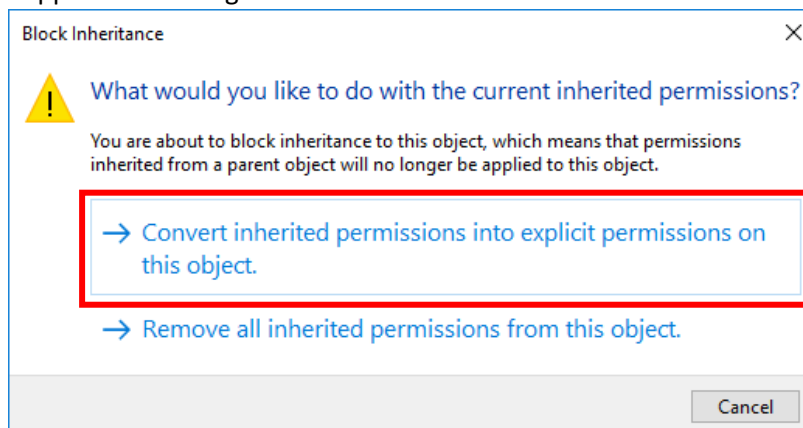 Block Inheritance
What would you like to do with the current inherited permissions?
You are about to block inheritance to this object, which means that permissions
inherited from a parent object will no longer be applied to this object.
→ Convert inherited permissions into explicit permissions on
this object.
→ Remove all inherited permissions from this object.
Cancel